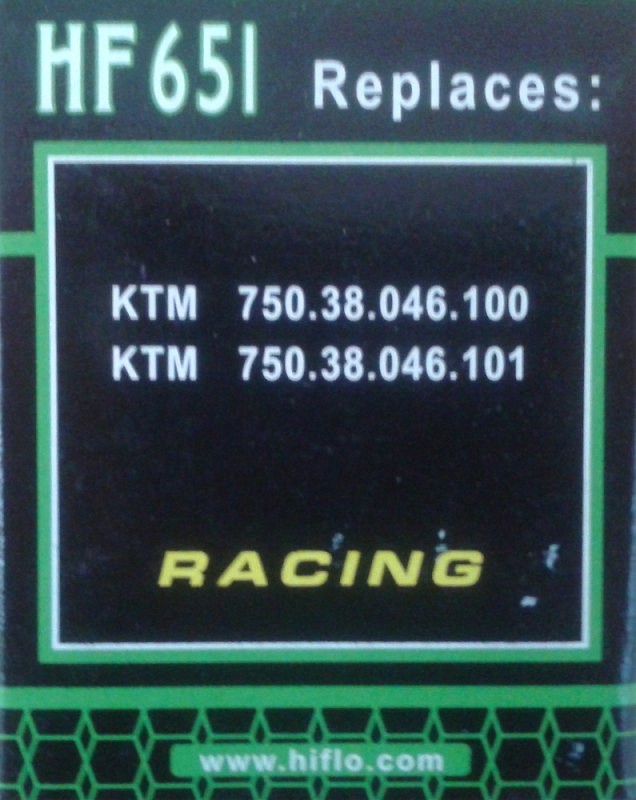 HF651 Replaces:
KTM 750.38.046.100
KTM 750.38.046.101
RACING
www.hiflo.com